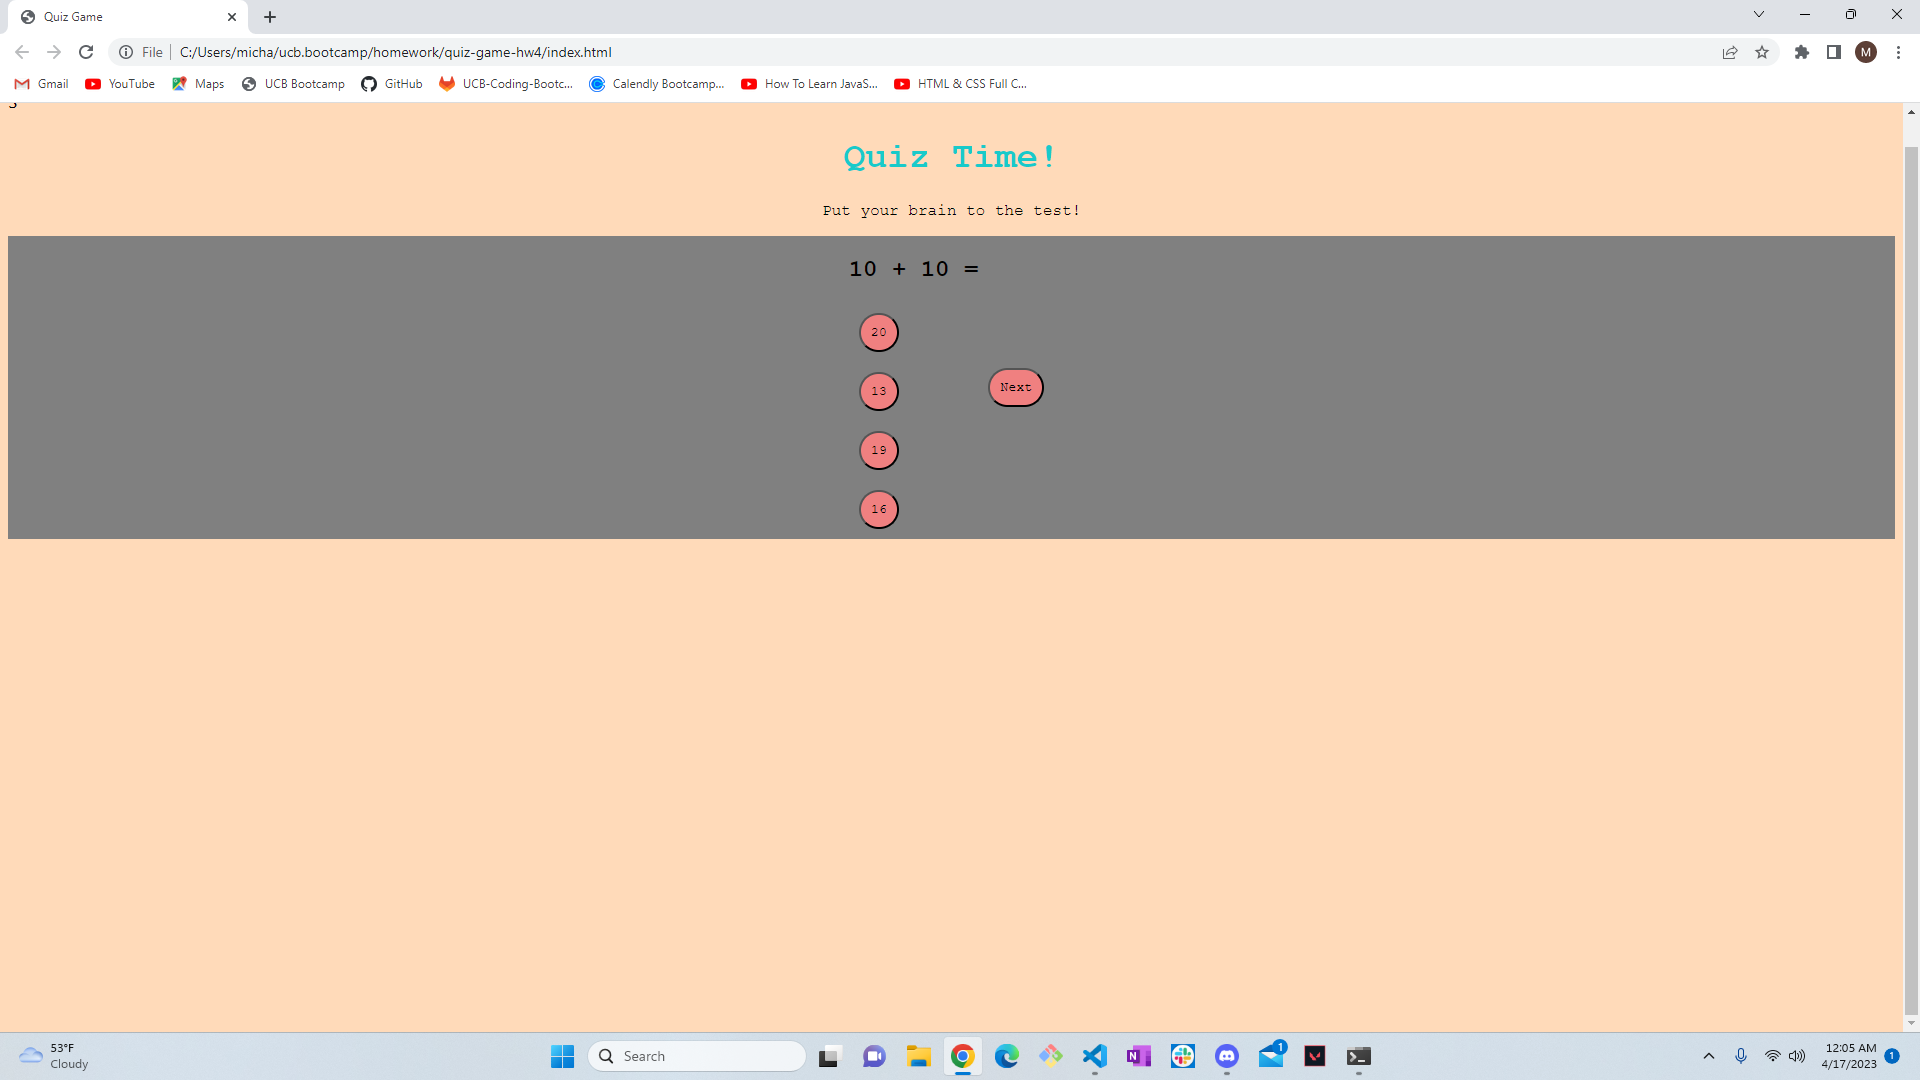 Quiz Game
File
C:/Users/micha/ucb.bootcamp/homework/quiz-game-hw4/index.html
M
Gmail YouTube Maps UCB Bootcamp GitHub UCB-Coding-Bootc... Calendly Bootcamp... How To Learn JavaS... HTML & CSS Full C...
Quiz Time!
Put your brain to the test!
10 + 10 =
20
13
Next
19
16
53°F
Cloudy
Search
1
12:05 AM
4/17/2023
1